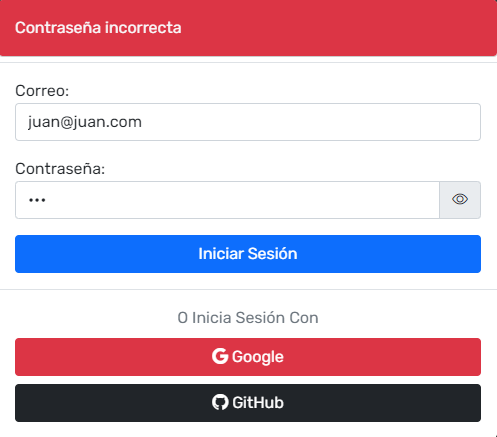 Contraseña incorrecta
Correo:
juan@juan.com
Contraseña:
•••
Iniciar Sesión
O Inicia Sesión Con
Google
GitHub